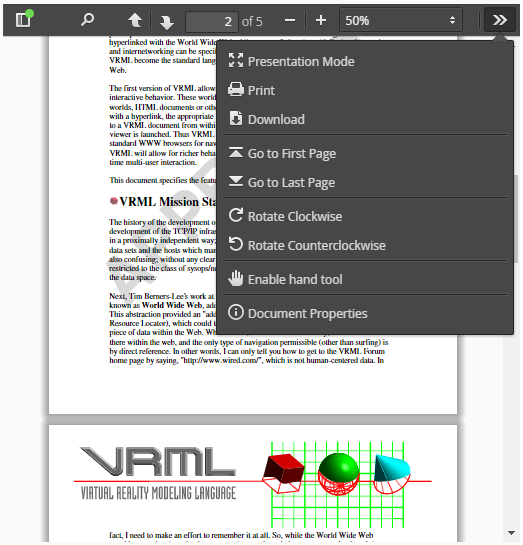 2 of 5
50%
hyperlinked with the World Wide
and internetworking can be speci
VRML become the standard lang
Web.
Presentation Mode
Print
Download
Go to First Page
Go to Last Page
Rotate Clockwise
Rotate Counterclockwise
Enable hand tool
Document Properties
The first version of VRML allow
interactive behavior. These world
worlds, HTML documents or othe
with a hyperlink, the appropriate
to a VRML document from withi
viewer is launched. Thus VRML
standard WWW browsers for nav
VRML will allow for richer behav
time multi-user interaction.
This document specifies the featu
VRML Mission Sta
The history of the development o
development of the TCP/IP infras
in a proximally independent way;
data sets and the hosts which man
also confusing; without any clear
restricted to the class of sysops/ne
the data space.
Next, Tim Berners-Lee's work at
known as World Wide Web, add
This abstraction provided an "add
Resource Locator), which could t
piece of data within the Web. Wh
there within the web, and the only type of navigation permissible (other than surfing) is
by direct reference. In other words, I can only tell you how to get to the VRML Forum
home page by saying, "http://www.wired.com/", which is not human-centered data. In
VRML
VIRTUAL REALITY MODELING LANGUAGE
fact, I need to make an effort to remember it at all. So, while the World Wide Web